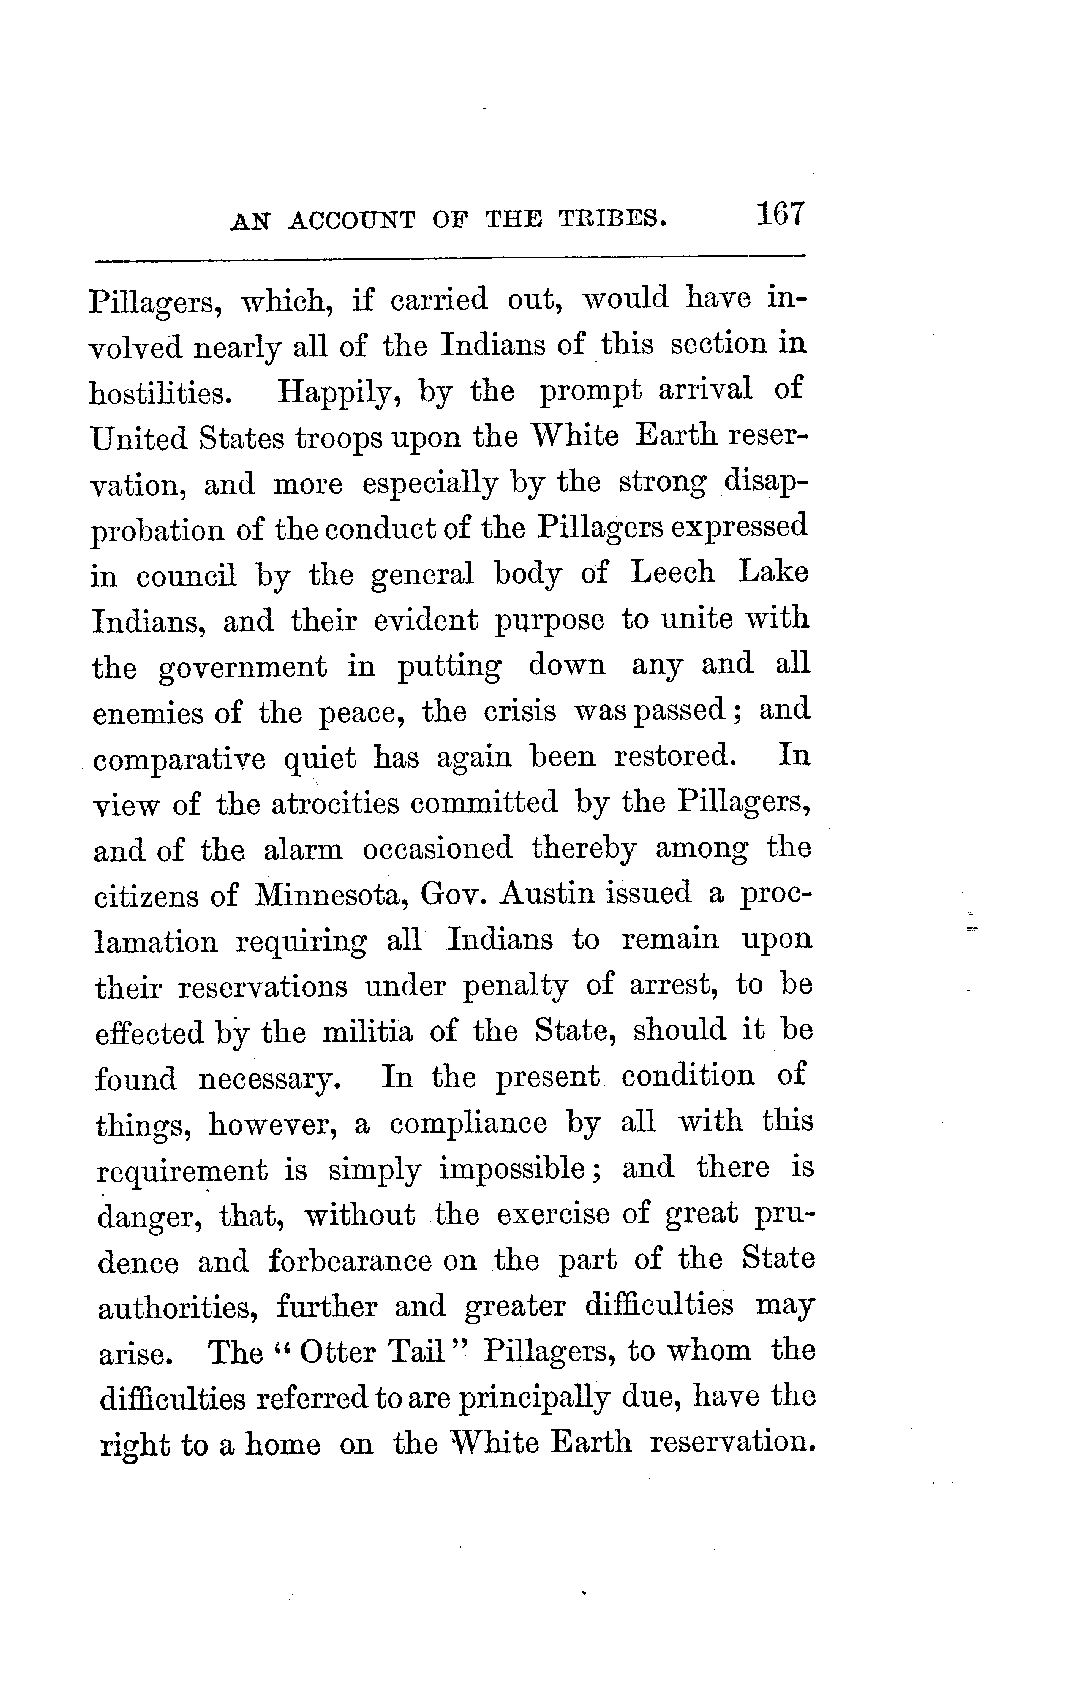 AN ACCOUNT OF THE TRIBES. 167
Pillagers, which, if carried out, would have in-
volved nearly all of the Indians of this section in
hostilities. Happily, by the prompt arrival of
United States troops upon the White Earth reser-
vation, and more especially by the strong disap-
probation of the conduct of the Pillagers expressed
in council by the general body of Leech Lake
Indians, and their evident purpose to unite with
the government in putting down any and all
enemies of the peace, the crisis was passed; and
comparative quiet has again been restored. In
view of the atrocities committed by the Pillagers,
and of the alarm occasioned thereby among the
citizens of Minnesota, Gov. Austin issued a proc-
lamation requiring all Indians to remain upon
their reservations under penalty of arrest, to be
effected by the militia of the State, should it be
found necessary. In the present condition of
things, however, a compliance by all with this
requirement is simply impossible; and there is
danger, that, without the exercise of great pru-
dence and forbearance on the part of the State
authorities, further and greater difficulties may
arise. The "Otter Tail" Pillagers, to whom the
difficulties referred to are principally due, have the
right to a home on the White Earth reservation.